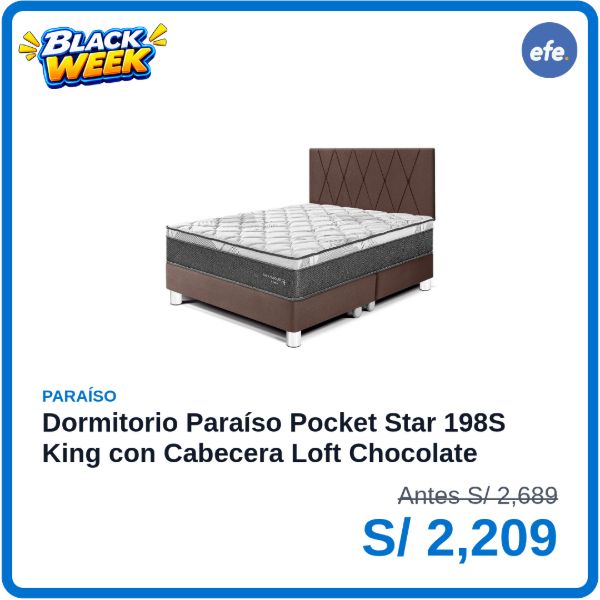 BLACK
WEEK
efe.
PARAÍSO
Dormitorio Paraíso Pocket Star 198S
King con Cabecera Loft Chocolate
Antes S/ 2,689
S/ 2,209